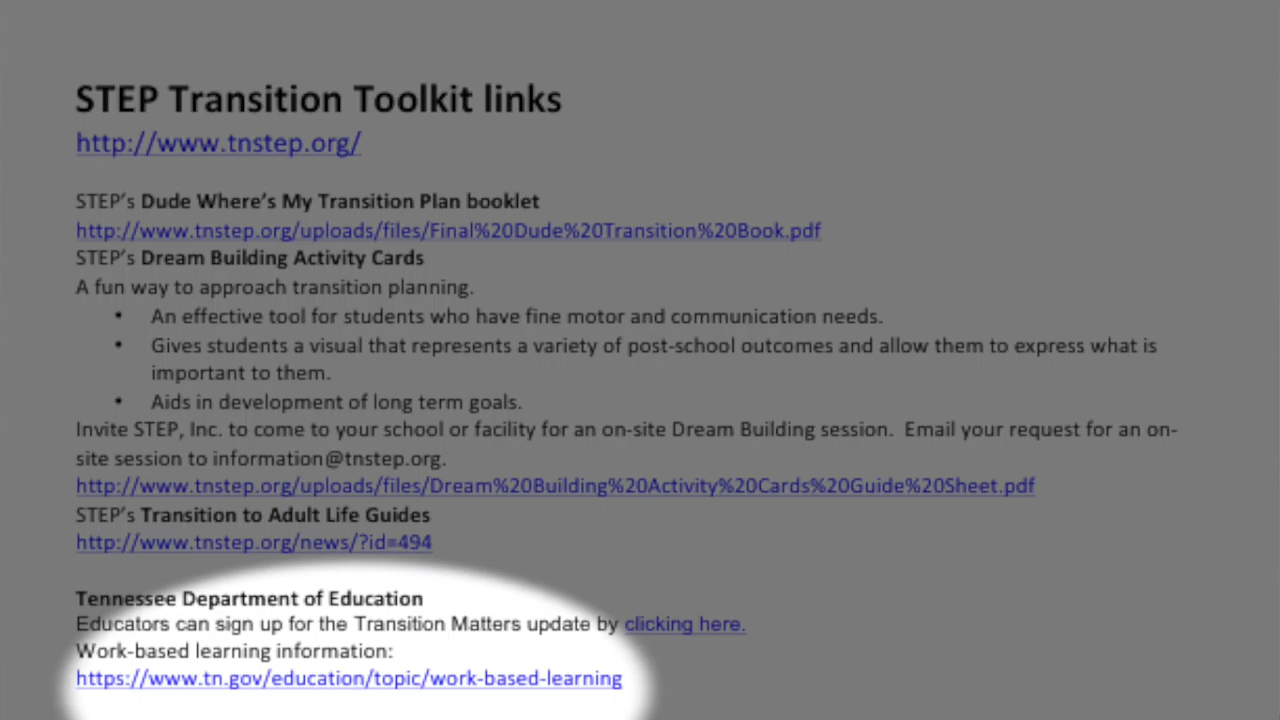 STEP Transition Toolkit links
http://www.tnstep.org/
STEP's Dude Where's My Transition Plan booklet
http://www.tnstep.org/uploads/files/Final%20Dude%20Transition%20Book.pdf
STEP's Dream Building Activity Cards
A fun way to approach transition planning.
• An effective tool for students who have fine motor and communication needs.
• Gives students a visual that represents a variety of post-school outcomes and allow them to express what is
important to them.
• Aids in development of long term goals.
Invite STEP, Inc. to come to your school or facility for an on-site Dream Building session.  Email your request for an on-
site session to information@tnstep.org.
http://www.tnstep.org/uploads/files/Dream%20Building%20Activity%20Cards%20Guide%20Sheet.pdf
STEP's Transition to Adult Life Guides
http://www.tnstep.org/news/?id=494
Tennessee Department of Education
Educators can sign up for the Transition Matters update by clicking here.
Work-based learning information:
https://www.tn.gov/education/topic/work-based-learning